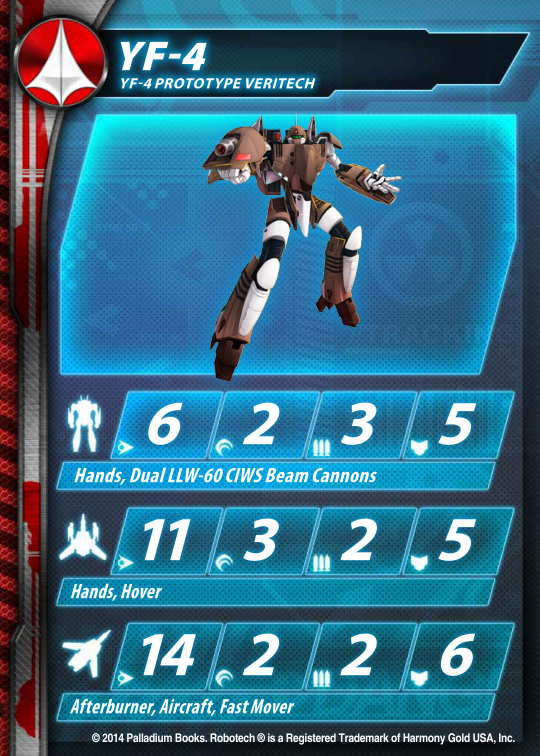 YF-4
YF-4 PROTOTYPE VERITECH
6 2 3 5
Hands, Dual LLW-60 CIWS Beam Cannons
11 3 2 5
Hands, Hover
14 2 2 6
Afterburner, Aircraft, Fast Mover
© 2014 Palladium Books. Robotech ® is a Registered Trademark of Harmony Gold USA, Inc.